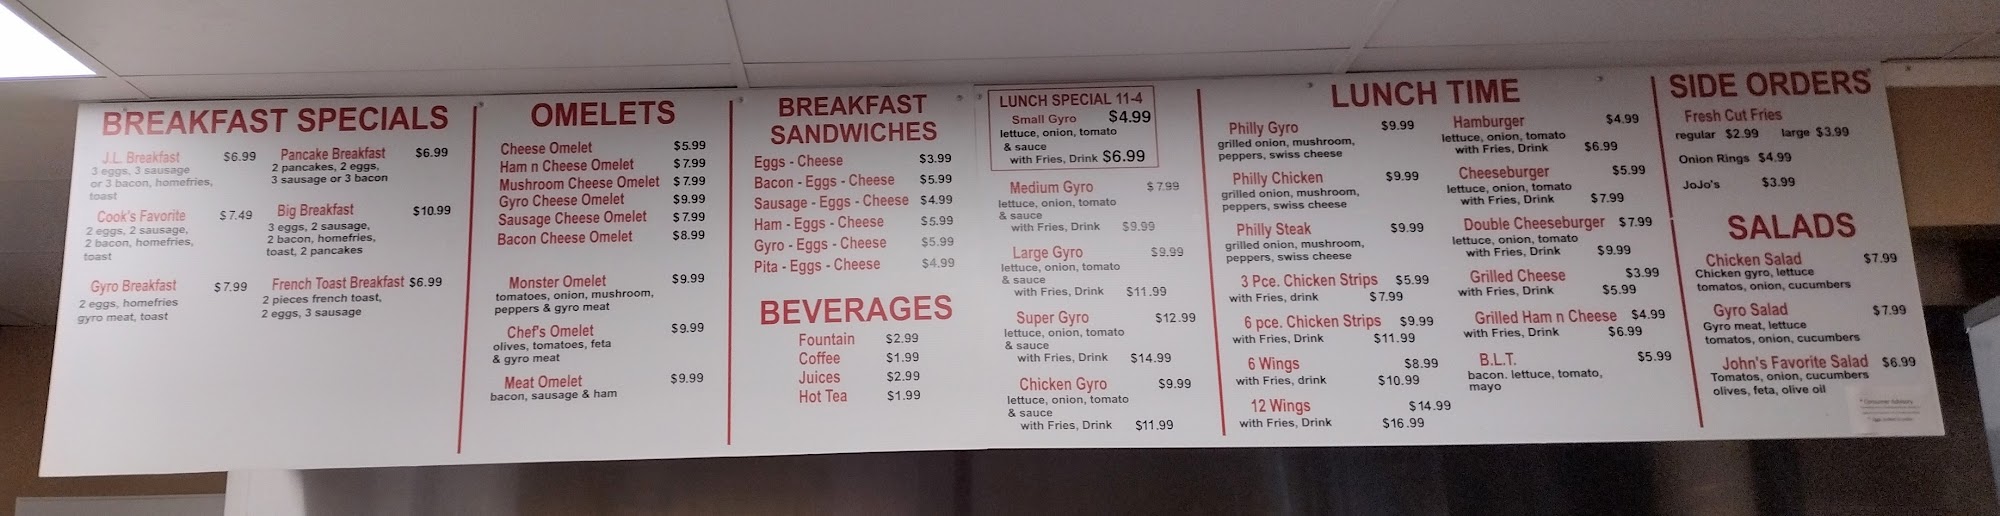 BREAKFAST SPECIALS
J.L. Breakfast $6.99
3 eggs, 3 sausage
or 3 bacon, homefries,
toast
Cook's Favorite $7.49
2 eggs, 2 sausage,
2 bacon, homefries,
toast
Gyro Breakfast $7.99
2 eggs, homefries
gyro meat, toast
Pancake Breakfast $6.99
2 pancakes, 2 eggs,
3 sausage or 3 bacon
Big Breakfast $10.99
3 eggs, 2 sausage,
2 bacon, homefries,
toast, 2 pancakes
French Toast Breakfast $6.99
2 pieces french toast,
2 eggs, 3 sausage
OMELETS
Cheese Omelet $5.99
Ham n Cheese Omelet $7.99
Mushroom Cheese Omelet $7.99
Gyro Cheese Omelet $9.99
Sausage Cheese Omelet $7.99
Bacon Cheese Omelet $8.99
Monster Omelet $9.99
tomatoes, onion, mushroom,
peppers & gyro meat
Chef's Omelet $9.99
olives, tomatoes, feta
& gyro meat
Meat Omelet $9.99
bacon, sausage & ham
BREAKFAST
SANDWICHES
Eggs - Cheese $3.99
Bacon - Eggs - Cheese $5.99
Sausage - Eggs - Cheese $4.99
Ham - Eggs - Cheese $5.99
Gyro - Eggs - Cheese $5.99
Pita - Eggs - Cheese $4.99
BEVERAGES
Fountain $2.99
Coffee $1.99
Juices $2.99
Hot Tea $1.99
LUNCH SPECIAL 11-4
Small Gyro $4.99
lettuce, onion, tomato
& sauce
with Fries, Drink $6.99
Medium Gyro $7.99
lettuce, onion, tomato
& sauce
with Fries, Drink $9.99
Large Gyro $9.99
lettuce, onion, tomato
& sauce
with Fries, Drink $11.99
Super Gyro $12.99
lettuce, onion, tomato
& sauce
with Fries, Drink $14.99
Chicken Gyro $9.99
lettuce, onion, tomato
& sauce
with Fries, Drink $11.99
LUNCH TIME
Philly Gyro $9.99
grilled onion, mushroom,
peppers, swiss cheese
Philly Chicken $9.99
grilled onion, mushroom,
peppers, swiss cheese
Philly Steak $9.99
grilled onion, mushroom,
peppers, swiss cheese
3 Pce. Chicken Strips $5.99
with Fries, drink $7.99
6 pce. Chicken Strips $9.99
with Fries, Drink $11.99
6 Wings $8.99
with Fries, drink $10.99
12 Wings $14.99
with Fries, Drink $16.99
Hamburger $4.99
lettuce, onion, tomato
with Fries, Drink $6.99
Cheeseburger $5.99
lettuce, onion, tomato
with Fries, Drink $7.99
Double Cheeseburger $7.99
lettuce, onion, tomato
with Fries, Drink $9.99
Grilled Cheese $3.99
with Fries, Drink $5.99
Grilled Ham n Cheese $4.99
with Fries, Drink $6.99
B.L.T. $5.99
bacon. lettuce, tomato,
mayo
SIDE ORDERS
Fresh Cut Fries
regular $2.99 large $3.99
Onion Rings $4.99
JoJo's $3.99
SALADS
Chicken Salad $7.99
Chicken gyro, lettuce
tomatos, onion, cucumbers
Gyro Salad $7.99
Gyro meat, lettuce
tomatos, onion, cucumbers
John's Favorite Salad $6.99
Tomatos, onion, cucumbers
olives, feta, olive oil
* Consumer Advisory